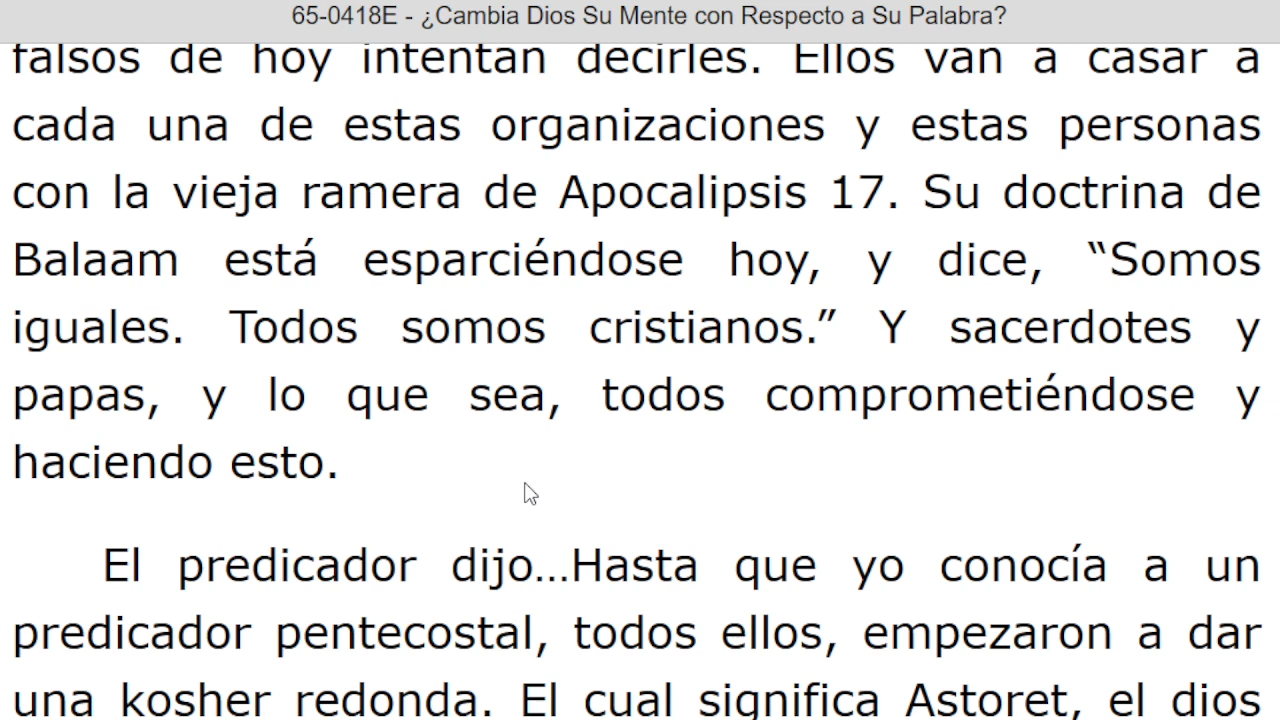 65-0418E - ¿Cambia Dios Su Mente con Respecto a Su Palabra?
falsos de hoy intentan decirles. Ellos van a casar a
cada una de estas organizaciones y estas personas
con la vieja ramera de Apocalipsis 17. Su doctrina de
Balaam está esparciéndose hoy, y dice, “Somos
iguales. Todos somos cristianos.” Y sacerdotes y
papas, y lo que sea, todos comprometiéndose y
haciendo esto.
El predicador dijo...Hasta que yo conocía a un
predicador pentecostal, todos ellos, empezaron a dar
una kosher redonda. El cual significa Astoret, el dios